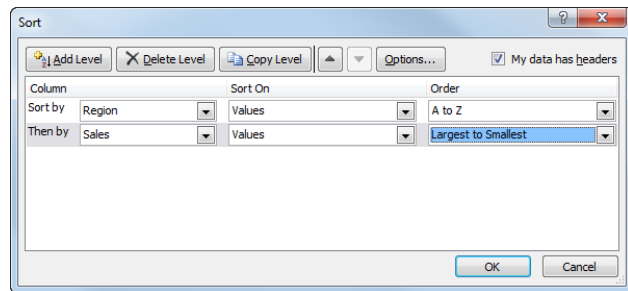 Sort
Add Level Delete Level Copy Level Options... My data has headers
Column Sort On Order
Sort by Region Values A to Z
Then by Sales Values Largest to Smallest
OK Cancel